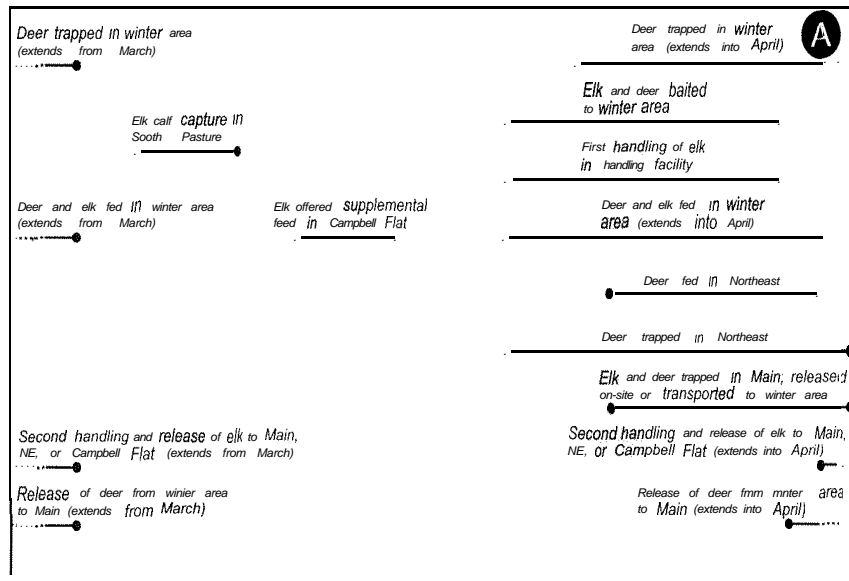 Deer trapped in winter area
(extends from March)
Deer trapped in winter
area (extends into April)
A
Elk and deer baited
to winter area
Elk calf capture in
Sooth Pasture
First handling of elk
in handling facility
Deer and elk fed in winter area
(extends from March)
Elk offered supplemental
feed in Campbell Flat
Deer and elk fed in winter
area (extends into April)
Deer fed in Northeast
Deer trapped in Northeast
Elk and deer trapped in Main; released
on-site or transported to winter area
Second handling and release of elk to Main,
NE, or Campbell Flat (extends from March)
Second handling and release of elk to Main,
NE, or Campbell Flat (extends into April)
Release of deer from winier area
to Main (extends from March)
Release of deer fmm mnter area
to Main (extends into April)